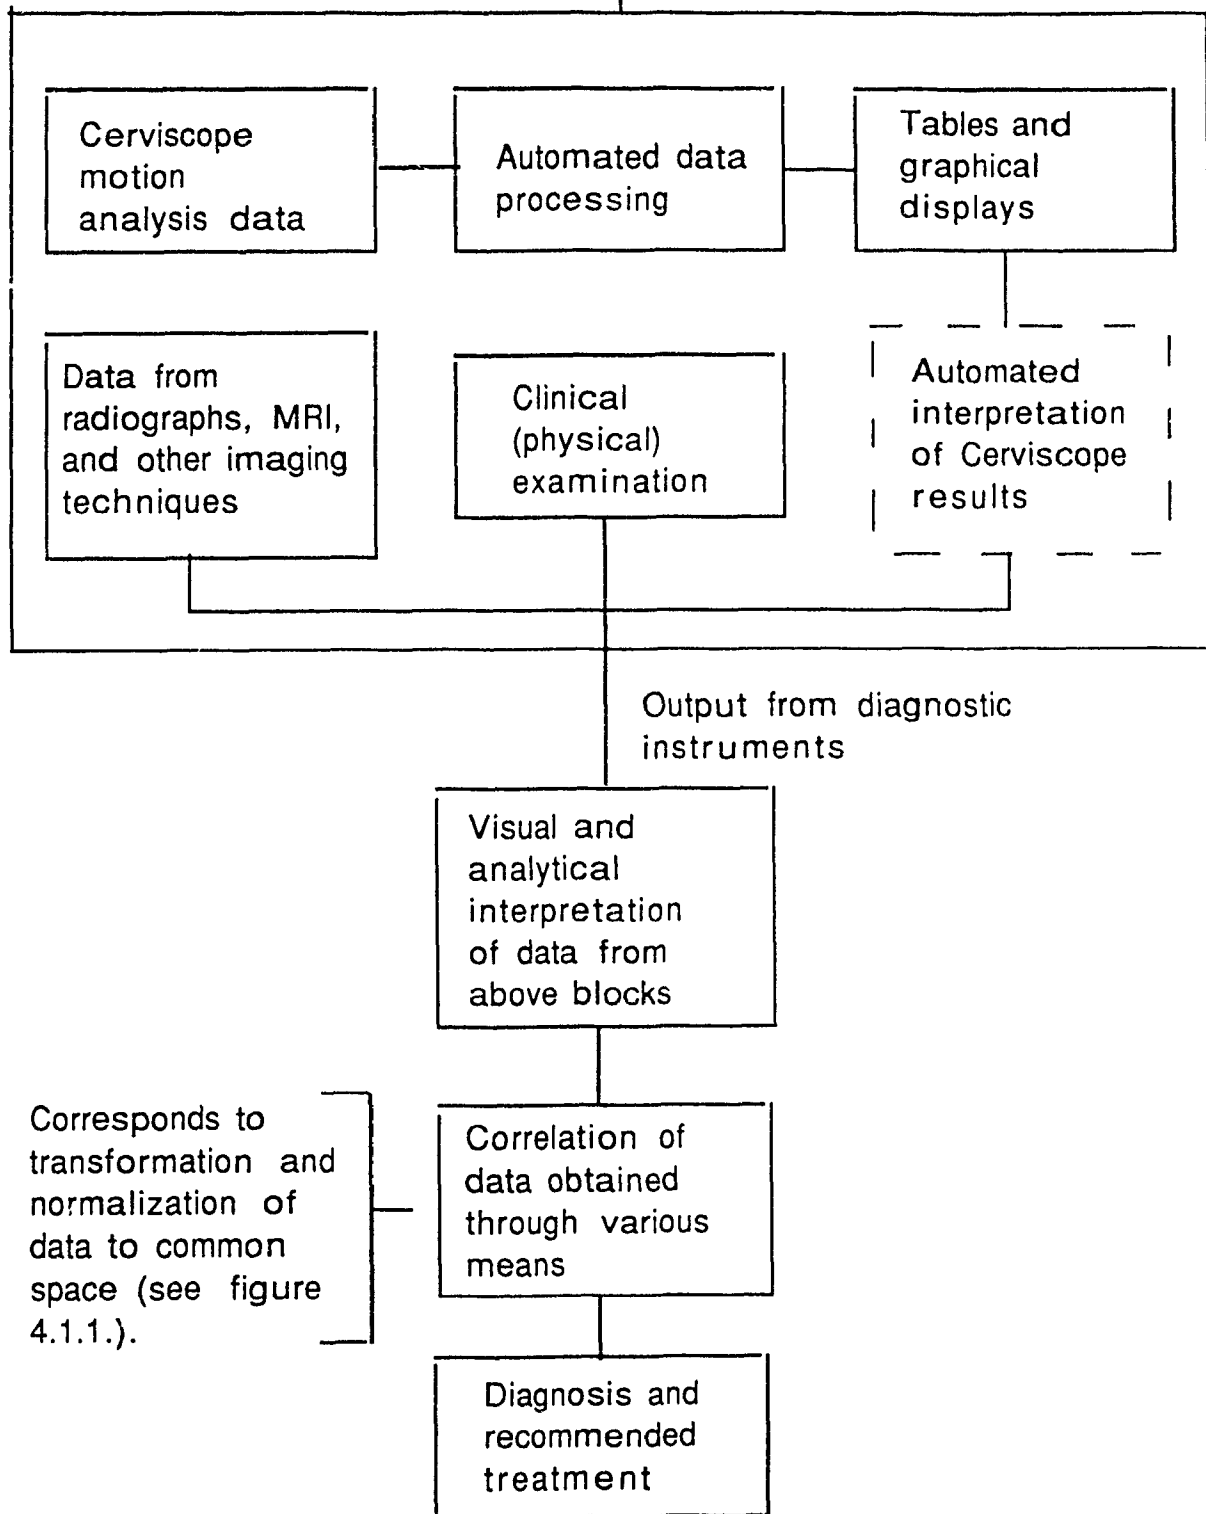 Cerviscope
motion
analysis data
Automated data
processing
Tables and
graphical
displays
Data from
radiographs, MRI,
and other imaging
techniques
Clinical
(physical)
examination
Automated
interpretation
of Cerviscope
results
Output from diagnostic
instruments
Visual and
analytical
interpretation
of data from
above blocks
Corresponds to
transformation and
normalization of
data to common
space (see figure
4.1.1.).
Correlation of
data obtained
through various
means
Diagnosis and
recommended
treatment